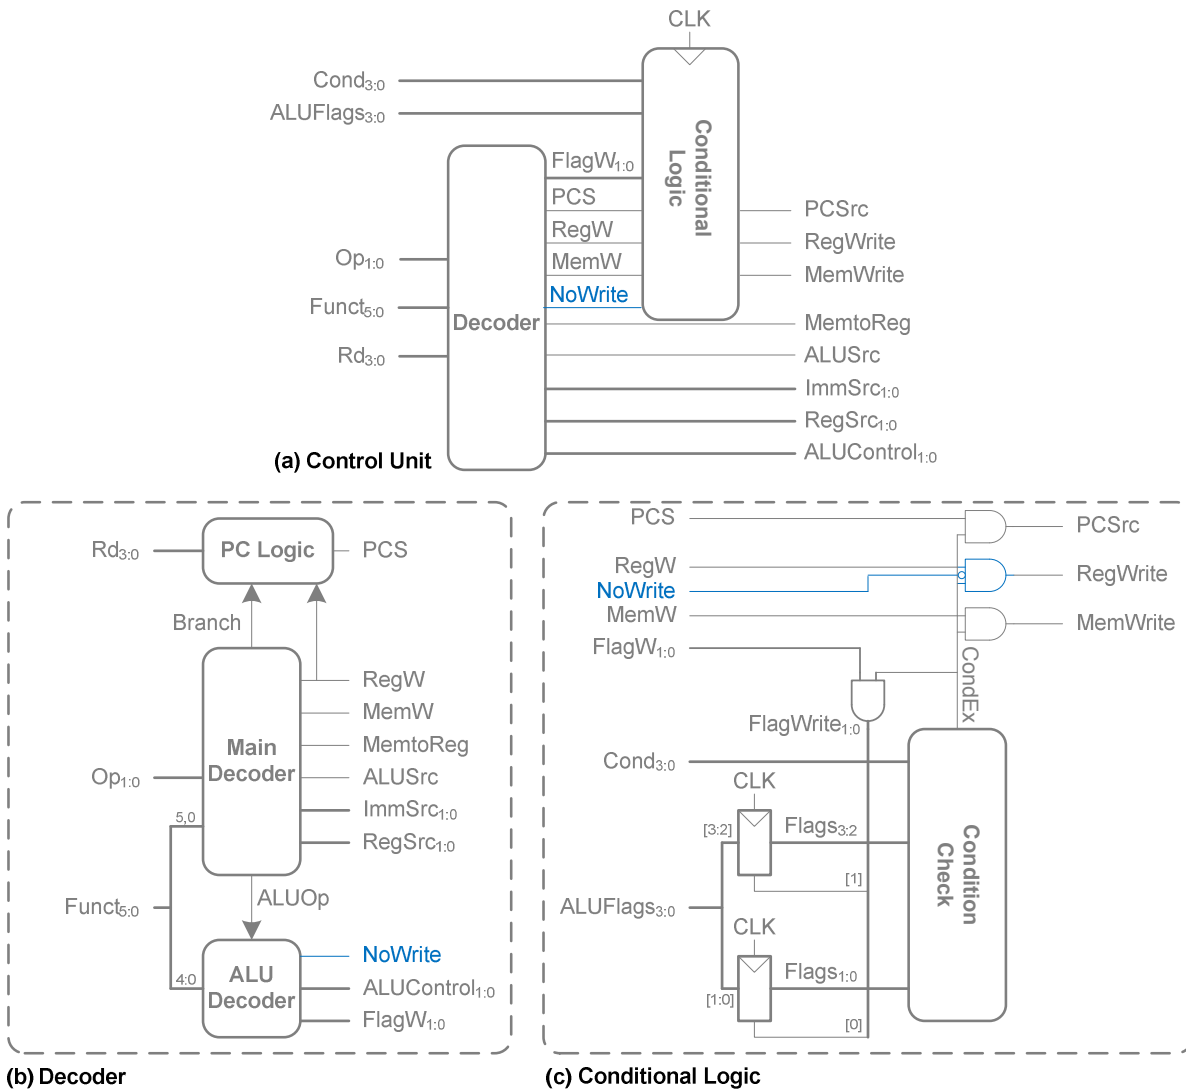 CLK
Cond3:0
ALUFlags3:0
Conditional
Logic
FlagW1:0
PCS
PCSrc
RegW
RegWrite
Op1:0
MemW
MemWrite
NoWrite
Funct5:0
Decoder
MemtoReg
Rd3:0
ALUSrc
ImmSrc1:0
RegSrc1:0
ALUControl1:0
(a) Control Unit
Rd3:0
PC Logic
PCS
Branch
RegW
MemW
Main
Decoder
MemtoReg
Op1:0
ALUSrc
ImmSrc1:0
5,0
RegSrc1:0
ALUOp
Funct5:0
NoWrite
4:0
ALU
Decoder
ALUControl1:0
FlagW1:0
(b) Decoder
PCS
PCSrc
RegW
RegWrite
NoWrite
MemW
MemWrite
FlagW1:0
CondEx
FlagWrite1:0
Cond3:0
CLK
[3:2]
Flags3:2
[1]
Condition
Check
ALUFlags3:0
CLK
Flags1:0
[1:0]
[0]
(c) Conditional Logic